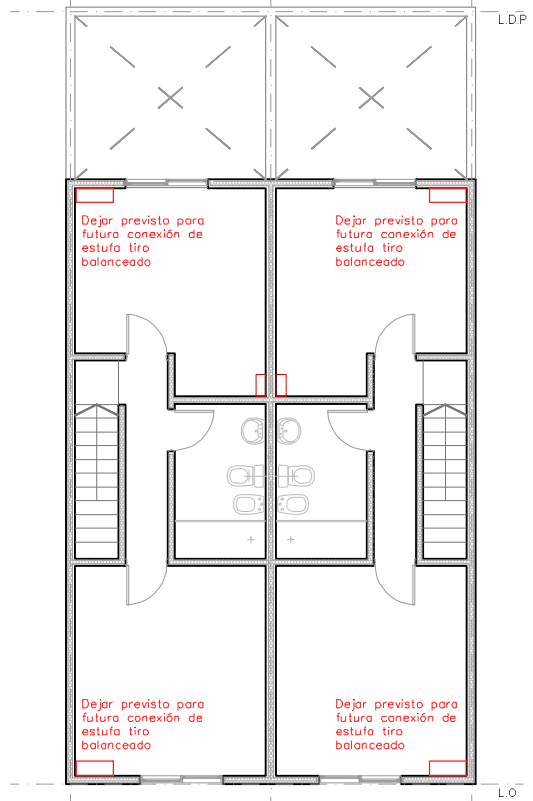 L.D.P
Dejar previsto para
futura conexión de
estufa tiro
balanceado
Dejar previsto para
futura conexión de
estufa tiro
balanceado
Dejar previsto para
futura conexión de
estufa tiro
balanceado
Dejar previsto para
futura conexión de
estufa tiro
balanceado
L.O